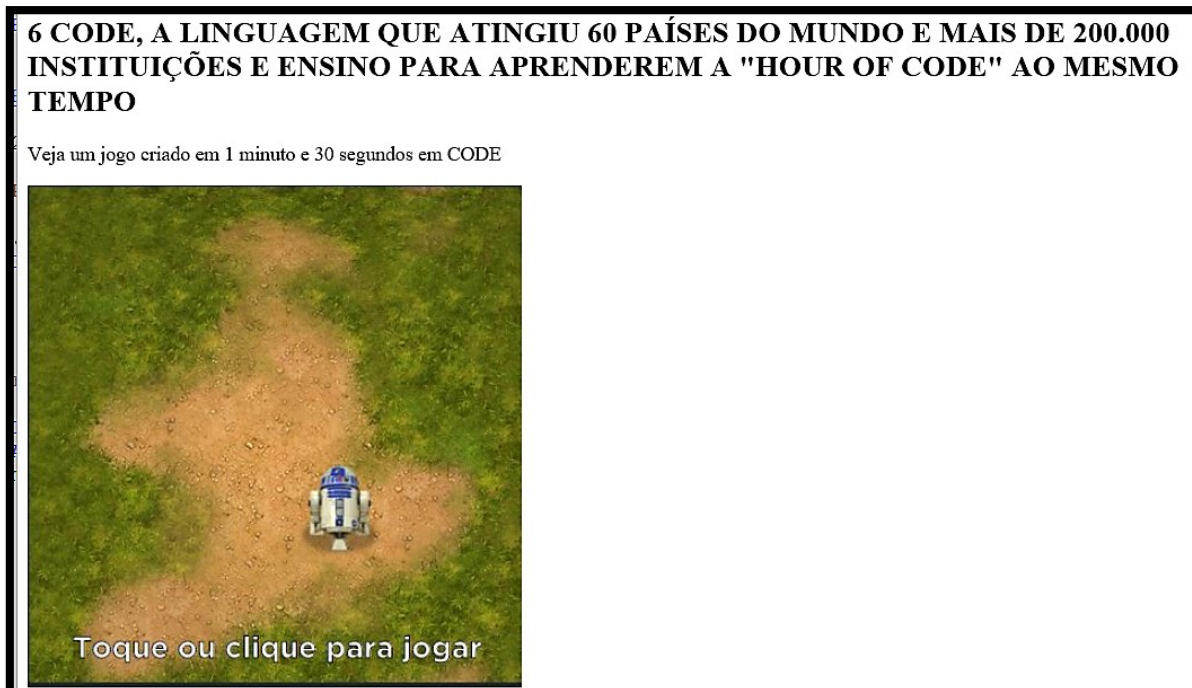 6 CODE, A LINGUAGEM QUE ATINGIU 60 PAÍSES DO MUNDO E MAIS DE 200.000
INSTITUIÇÕES E ENSINO PARA APRENDEREM A "HOUR OF CODE" AO MESMO
TEMPO
Veja um jogo criado em 1 minuto e 30 segundos em CODE
Toque ou clique para jogar